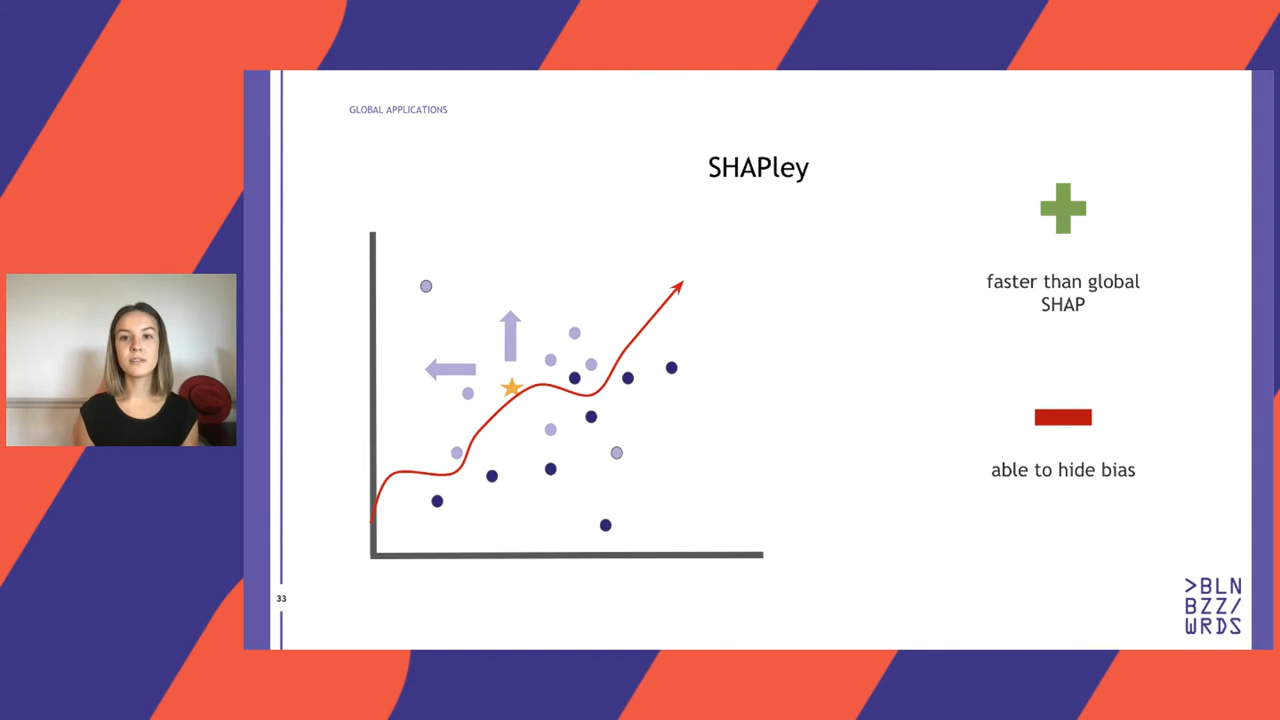 GLOBAL APPLICATIONS
SHAPley
faster than global
SHAP
able to hide bias
33
>BLN
BZZ/
WRDS